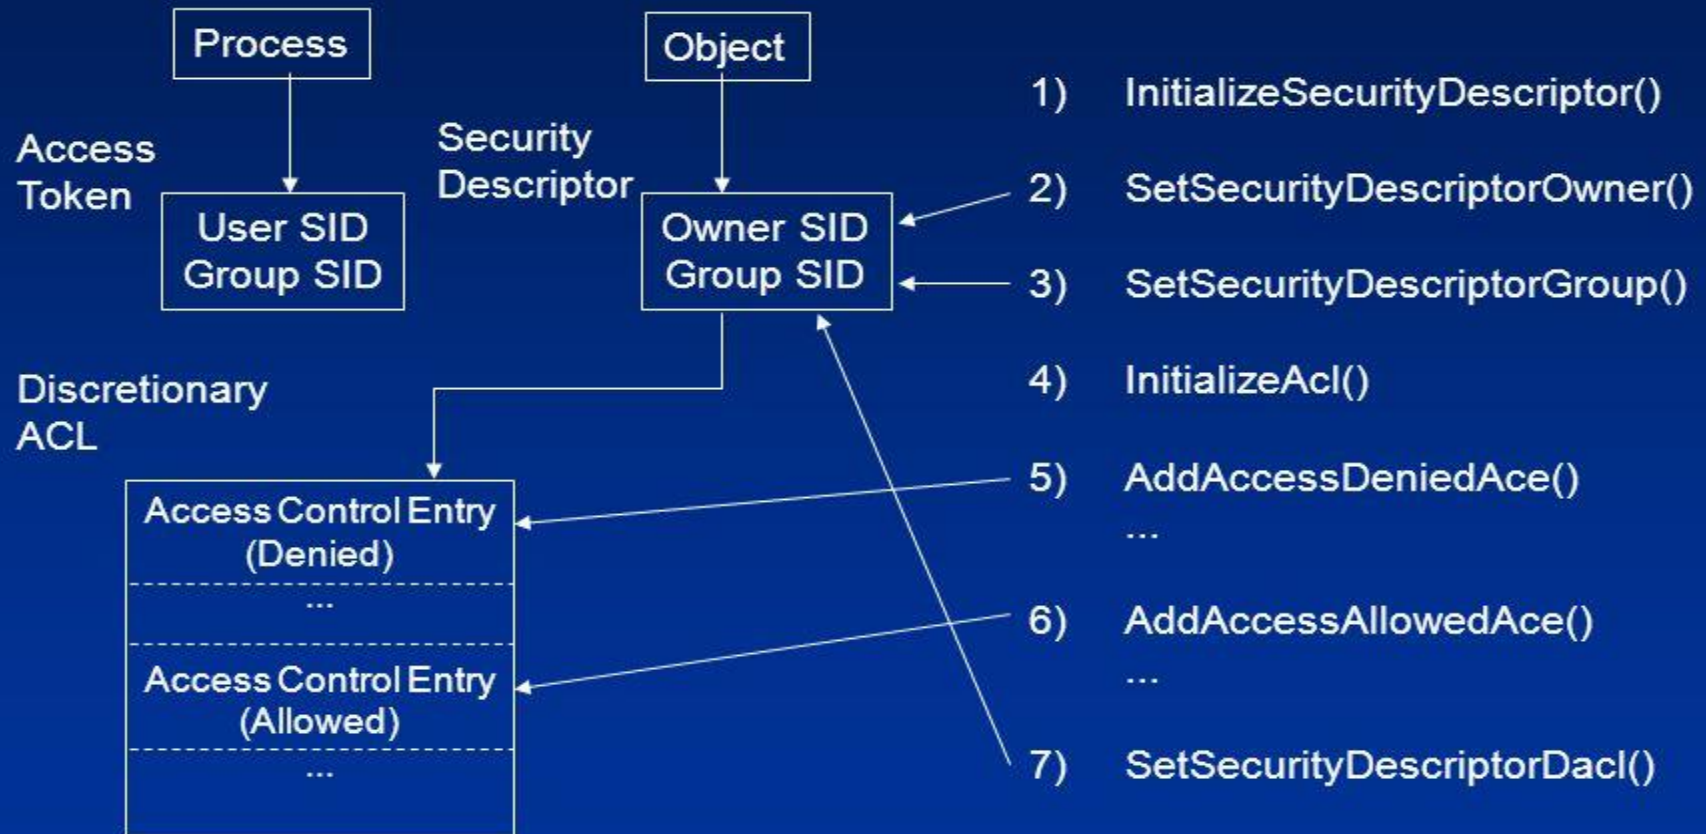 Process
Object
Access
Token
Security
Descriptor
User SID
Group SID
Owner SID
Group SID
Discretionary
ACL
Access Control Entry
(Denied)
...
Access Control Entry
(Allowed)
...
1) InitializeSecurityDescriptor()
2) SetSecurityDescriptorOwner()
3) SetSecurityDescriptorGroup()
4) InitializeAcl()
5) AddAccessDeniedAce()
...
6) AddAccessAllowedAce()
...
7) SetSecurityDescriptorDacl()